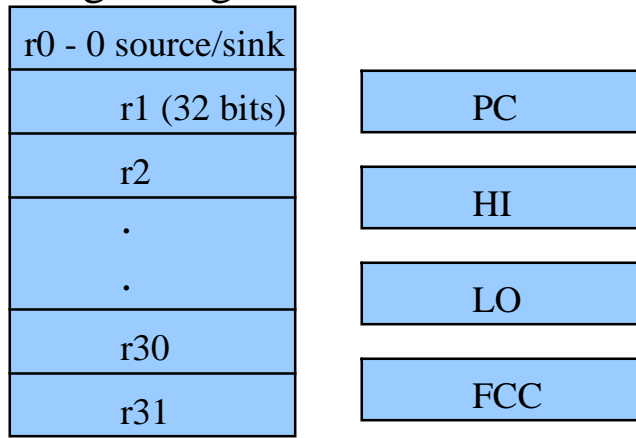 r0 - 0 source/sink
r1 (32 bits)
r2
.
.
r30
r31
PC
HI
LO
FCC